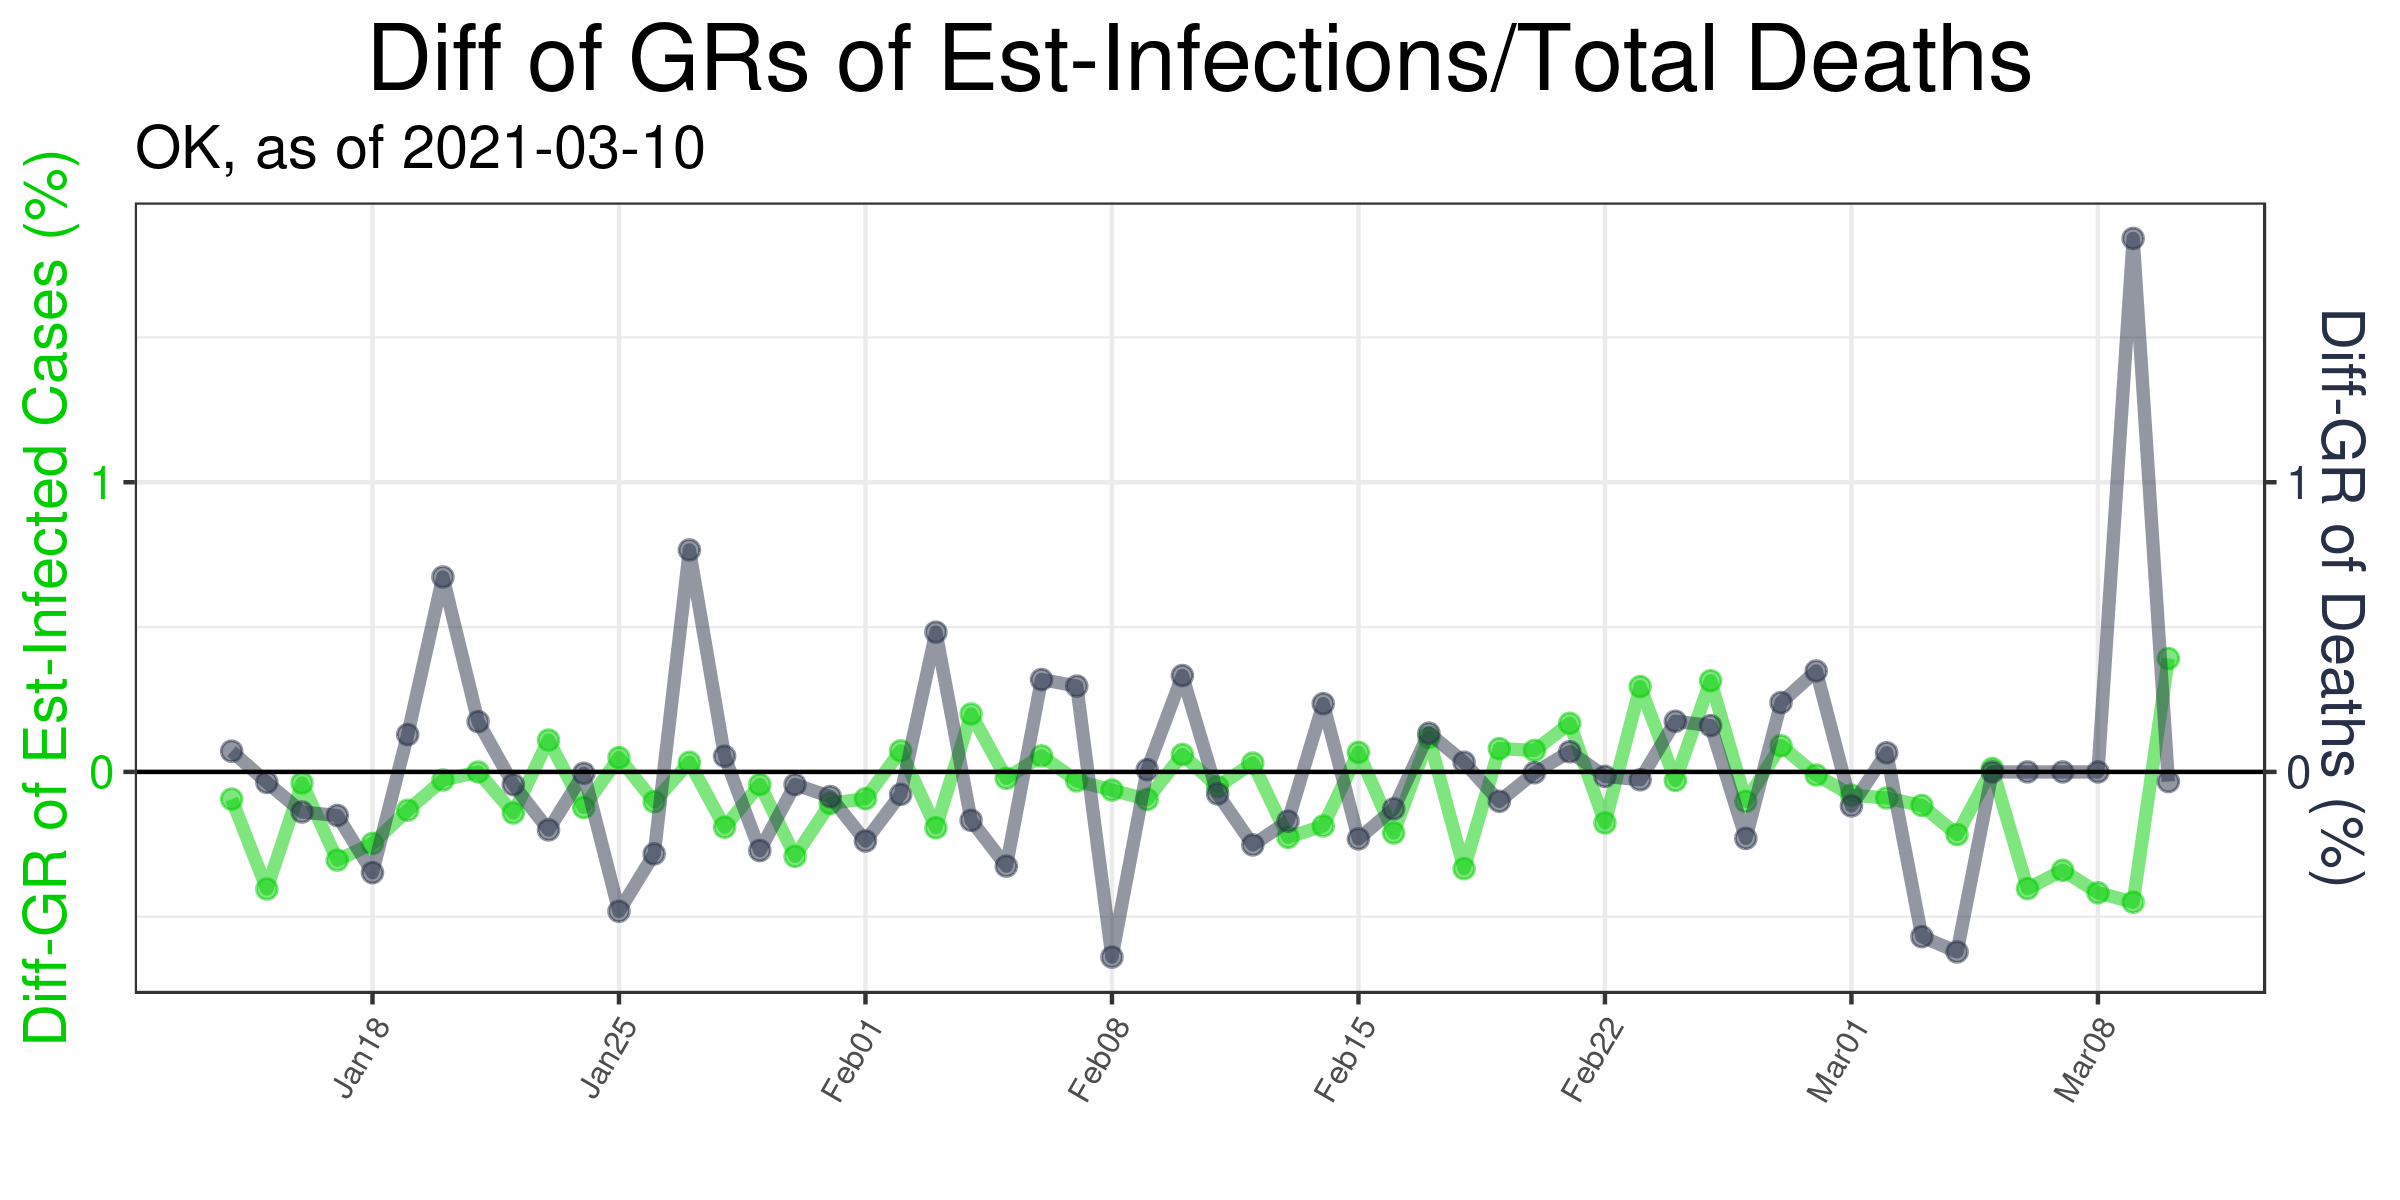 Diff of GRs of Est-Infections/Total Deaths
OK, as of 2021-03-10
Diff-GR of Est-Infected Cases (%)
1
0
1
0
Diff-GR of Deaths (%)
Jan18
Jan25
Feb01
Feb08
Feb15
Feb22
Mar01
Mar08